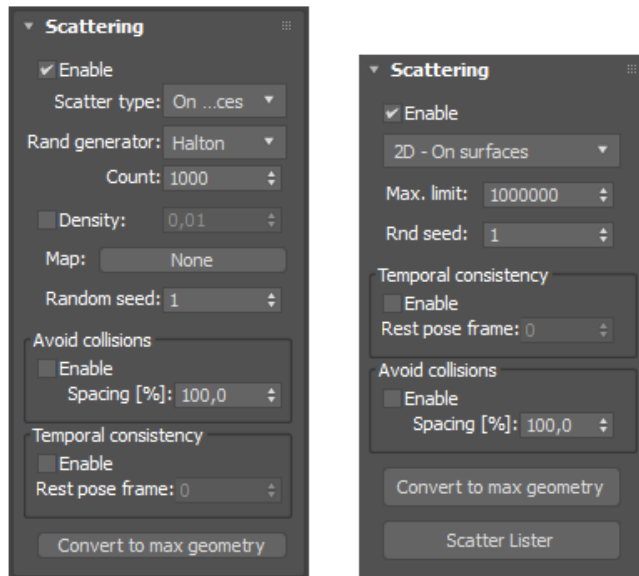 Scattering
Enable
Scatter type: On ...ces
Rand generator: Halton
Count: 1000
Density: 0,01
Map: None
Random seed: 1
Avoid collisions
Enable
Spacing [%]: 100,0
Temporal consistency
Enable
Rest pose frame: 0
Convert to max geometry
Scattering
Enable
2D - On surfaces
Max. limit: 1000000
Rnd seed: 1
Temporal consistency
Enable
Rest pose frame: 0
Avoid collisions
Enable
Spacing [%]: 100,0
Convert to max geometry
Scatter Lister